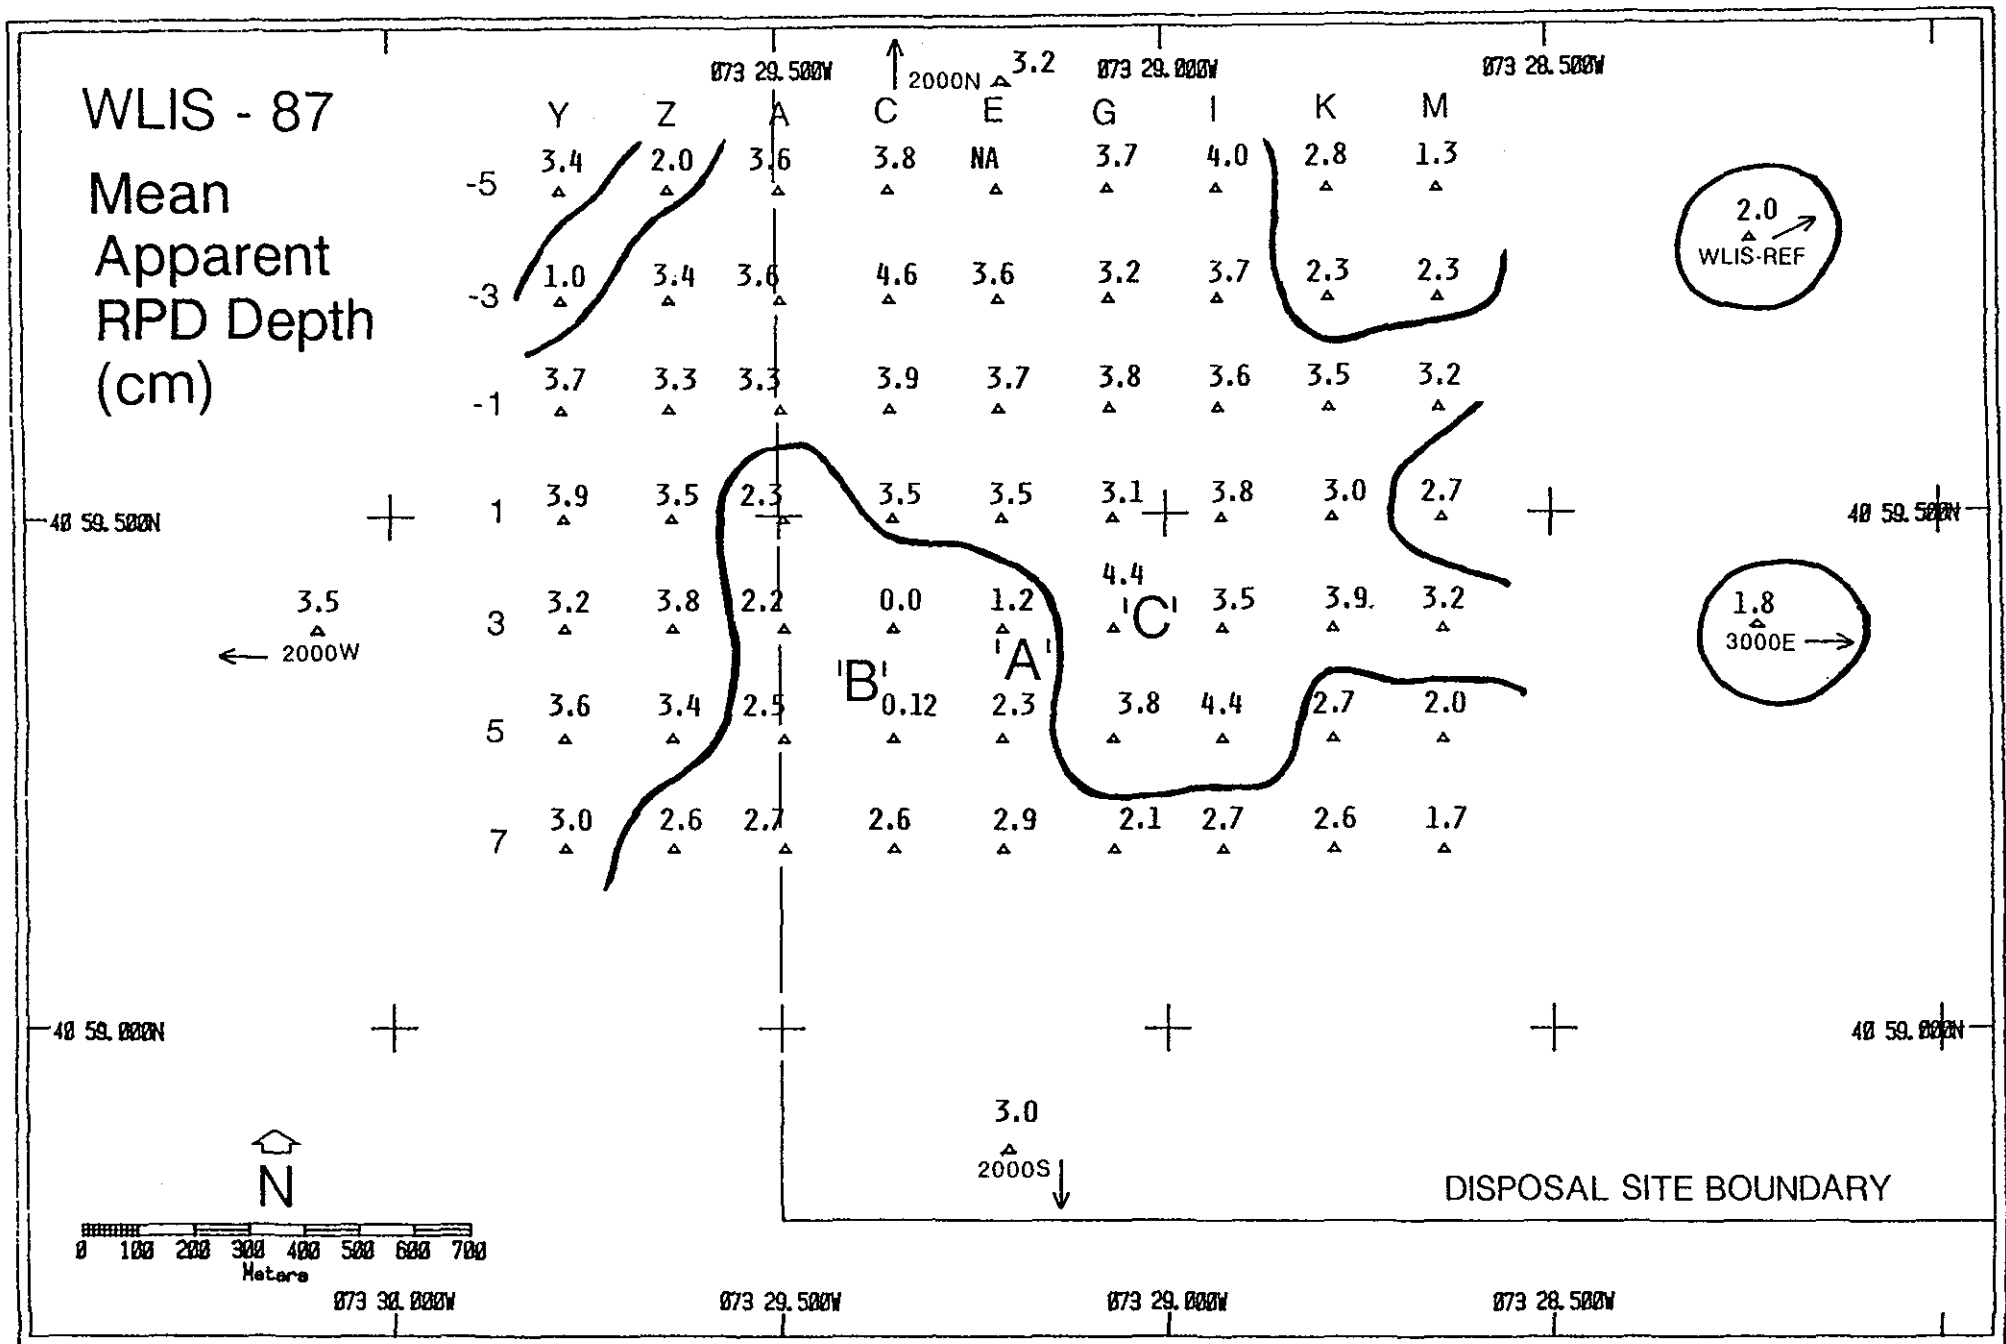 073 29.500W 2000N 3.2 073 29.000W 073 28.500W
WLIS - 87
Mean
Apparent
RPD Depth
(cm)
Y Z A C E G I K M
3.4 2.0 3.6 3.8 NA 3.7 4.0 2.8 1.3
-5
2.0
WLIS-REF
1.0 3.4 3.6 4.6 3.6 3.2 3.7 2.3 2.3
-3
3.7 3.3 3.3 3.9 3.7 3.8 3.6 3.5 3.2
-1
3.9 3.5 2.3 3.5 3.5 3.1 3.8 3.0 2.7
1
40 59.500N 40 59.500N
3.5 3.2 3.8 2.2 0.0 1.2 4.4 3.5 3.9 3.2 1.8
3 'C'
2000W 3000E
'B' 'A'
3.6 3.4 2.5 0.12 2.3 3.8 4.4 2.7 2.0
5
3.0 2.6 2.7 2.6 2.9 2.1 2.7 2.6 1.7
7
40 59.000N 40 59.000N
3.0
2000S
N
DISPOSAL SITE BOUNDARY
0 100 200 300 400 500 600 700
Meters
073 30.000W 073 29.500W 073 29.000W 073 28.500W